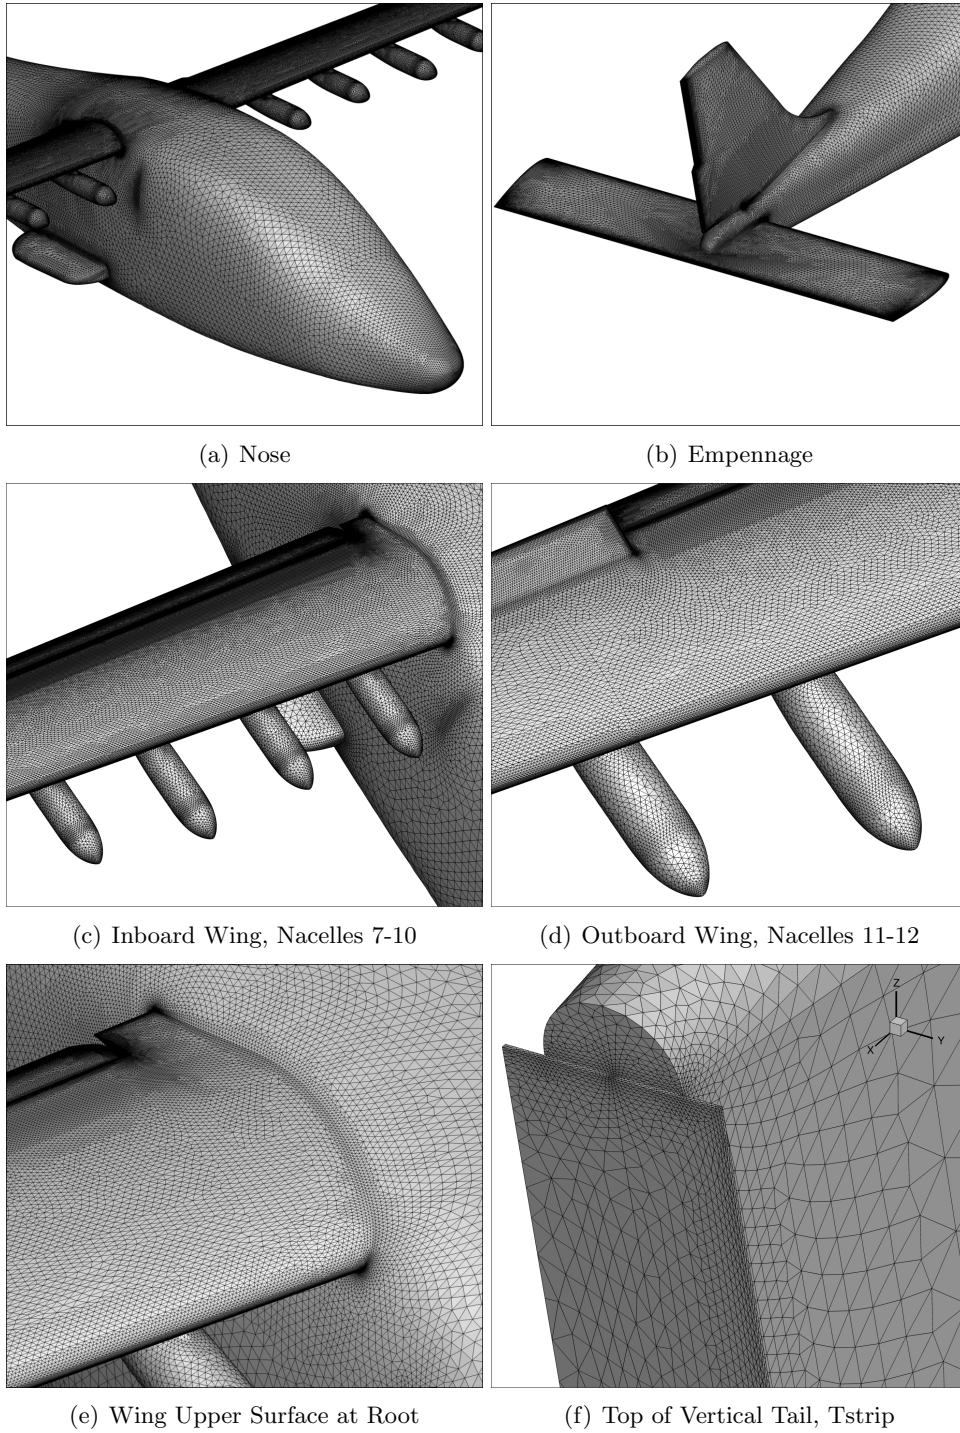 (a) Nose
(b) Empennage
(c) Inboard Wing, Nacelles 7-10
(d) Outboard Wing, Nacelles 11-12
Z
X
Y
(e) Wing Upper Surface at Root
(f) Top of Vertical Tail, Tstrip